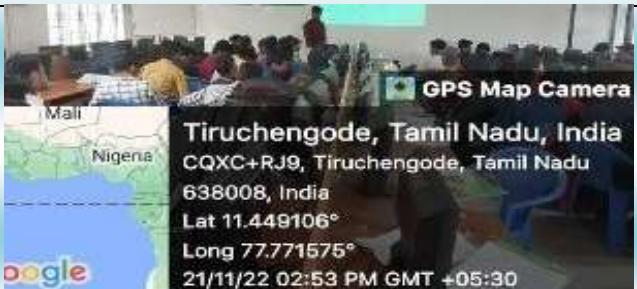 GPS Map Camera
Mali
Nigeria
Tiruchengode, Tamil Nadu, India
CQXC+RJ9, Tiruchengode, Tamil Nadu
638008, India
Lat 11.449106°
Long 77.771575°
oogle
21/11/22 02:53 PM GMT +05:30